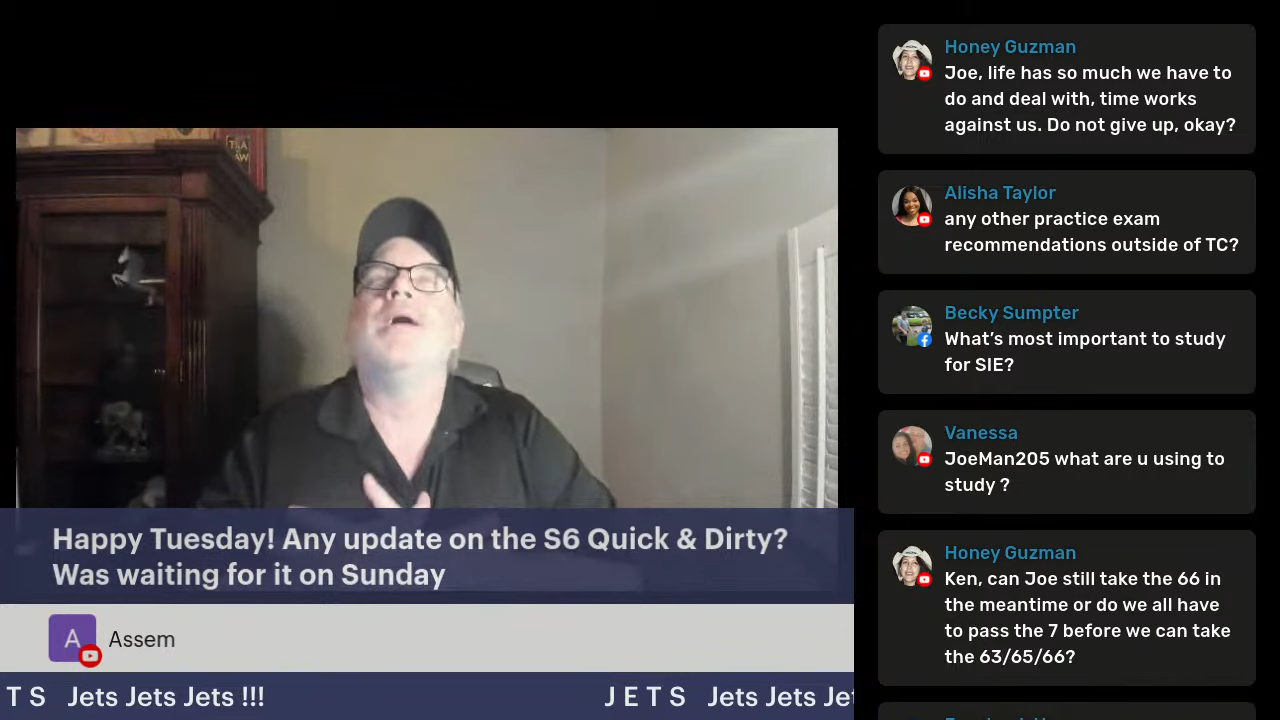 Happy Tuesday! Any update on the S6 Quick & Dirty?
Was waiting for it on Sunday
A
Assem
T S Jets Jets Jets !!!
J E T S Jets Jets Je
Honey Guzman
Joe, life has so much we have to
do and deal with, time works
against us. Do not give up, okay?
Alisha Taylor
any other practice exam
recommendations outside of TC?
Becky Sumpter
What’s most important to study
for SIE?
Vanessa
JoeMan205 what are u using to
study ?
Honey Guzman
Ken, can Joe still take the 66 in
the meantime or do we all have
to pass the 7 before we can take
the 63/65/66?